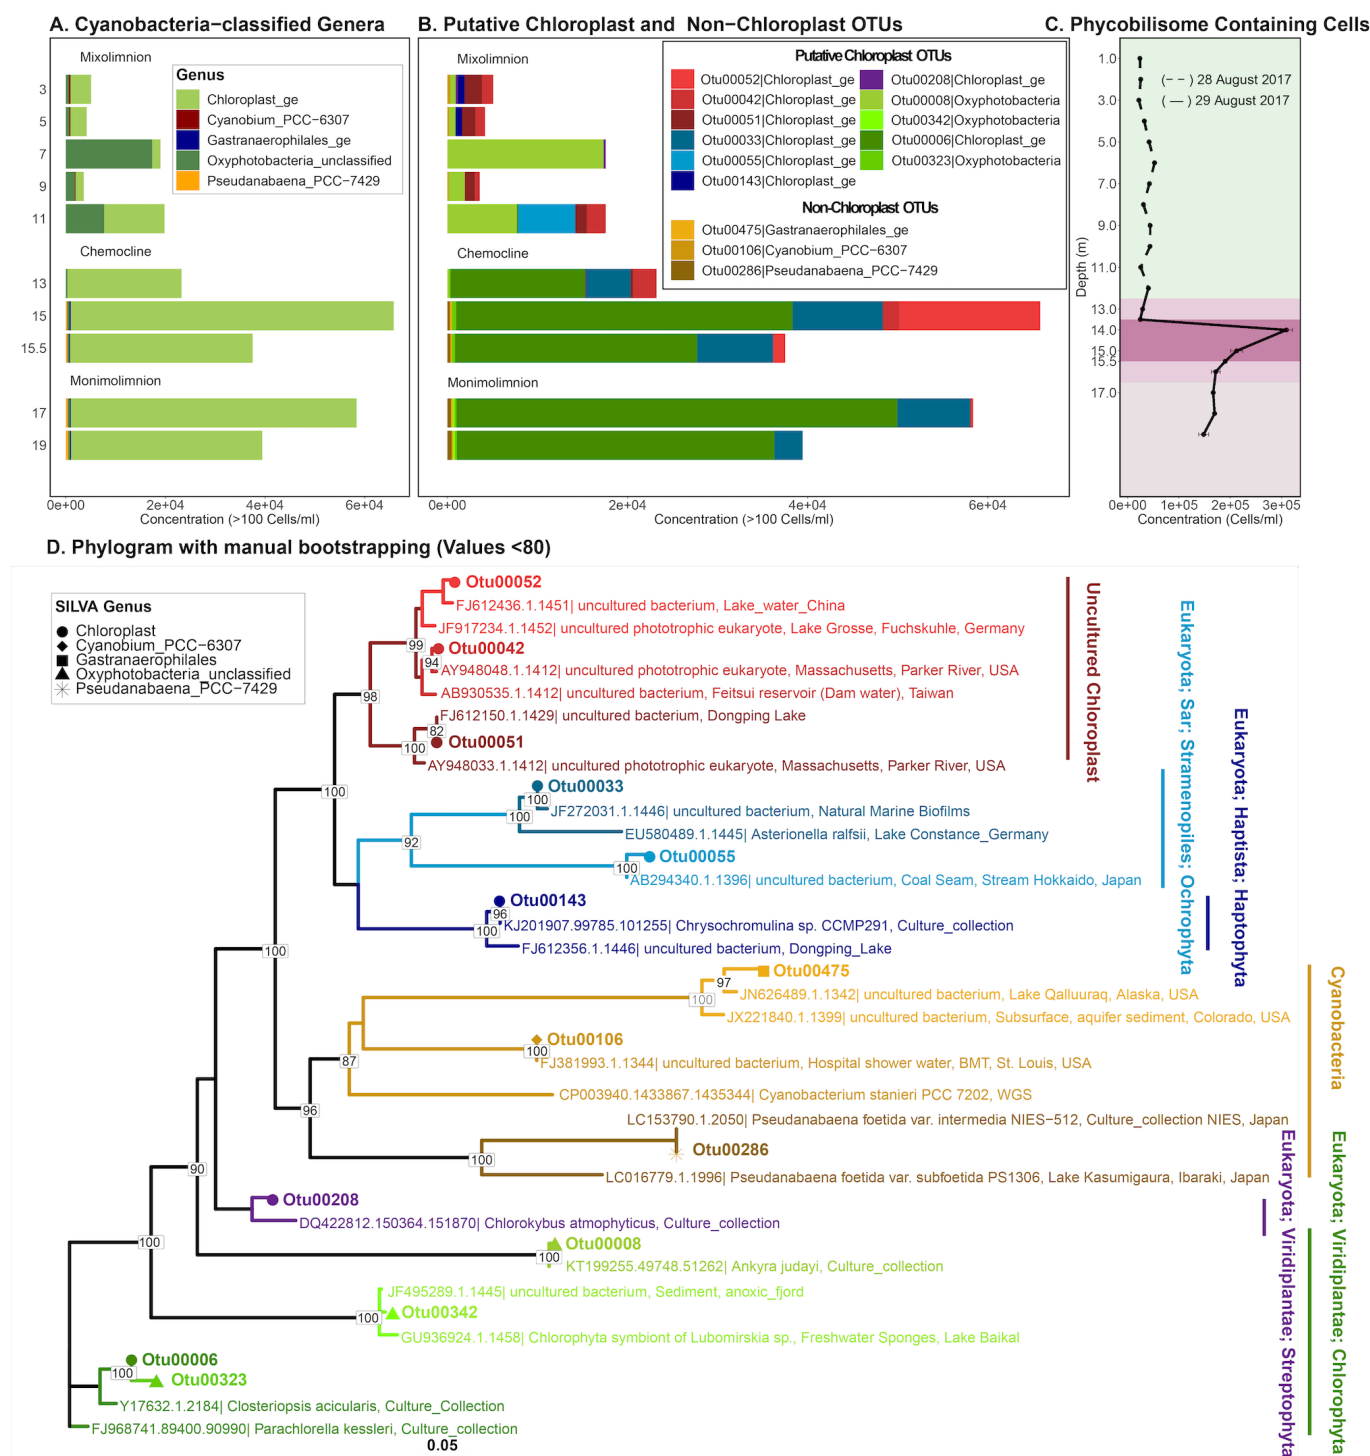 A. Cyanobacteria−classified Genera
Mixolimnion
3
5
7
9
11
Chemocline
13
15
15.5
Monimolimnion
17
19
Genus
Chloroplast_ge
Cyanobium_PCC−6307
Gastranaerophilales_ge
Oxyphotobacteria_unclassified
Pseudanabaena_PCC−7429
0e+00 2e+04 4e+04 6e+04
Concentration (>100 Cells/ml)
B. Putative Chloroplast and Non−Chloroplast OTUs
Mixolimnion
Chemocline
Monimolimnion
Putative Chloroplast OTUs
Otu00052|Chloroplast_ge
Otu00042|Chloroplast_ge
Otu00051|Chloroplast_ge
Otu00033|Chloroplast_ge
Otu00055|Chloroplast_ge
Otu00143|Chloroplast_ge
Otu00208|Chloroplast_ge
Otu00008|Oxyphotobacteria
Otu00342|Oxyphotobacteria
Otu00006|Chloroplast_ge
Otu00323|Oxyphotobacteria
Non−Chloroplast OTUs
Otu00475|Gastranaerophilales_ge
Otu00106|Cyanobium_PCC−6307
Otu00286|Pseudanabaena_PCC−7429
0e+00 2e+04 4e+04 6e+04
Concentration (>100 Cells/ml)
C. Phycobilisome Containing Cells
Depth (m)
1.0
3.0
5.0
7.0
9.0
11.0
13.0
14.0
15.0
15.5
17.0
(−−) 28 August 2017
(—) 29 August 2017
0e+00 1e+05 2e+05 3e+05
Concentration (Cells/ml)
D. Phylogram with manual bootstrapping (Values <80)
SILVA Genus
Chloroplast
Cyanobium_PCC−6307
Gastranaerophilales
Oxyphotobacteria_unclassified
Pseudanabaena_PCC−7429
Otu00052
FJ612436.1.1451| uncultured bacterium, Lake_water_China
JF917234.1.1452| uncultured phototrophic eukaryote, Lake Grosse, Fuchskuhle, Germany
99
Otu00042
94
AY948048.1.1412| uncultured phototrophic eukaryote, Massachusetts, Parker River, USA
AB930535.1.1412| uncultured bacterium, Feitsui reservoir (Dam water), Taiwan
98
FJ612150.1.1429| uncultured bacterium, Dongping Lake
82
Otu00051
100
AY948033.1.1412| uncultured phototrophic eukaryote, Massachusetts, Parker River, USA
Otu00033
100
100
100
JF272031.1.1446| uncultured bacterium, Natural Marine Biofilms
EU580489.1.1445| Asterionella ralfsii, Lake Constance_Germany
92
Otu00055
100
AB294340.1.1396| uncultured bacterium, Coal Seam, Stream Hokkaido, Japan
Otu00143
96
KJ201907.99785.101255| Chrysochromulina sp. CCMP291, Culture_collection
100
FJ612356.1.1446| uncultured bacterium, Dongping_Lake
100
Otu00475
97
JN626489.1.1342| uncultured bacterium, Lake Qalluuraq, Alaska, USA
100
JX221840.1.1399| uncultured bacterium, Subsurface, aquifer sediment, Colorado, USA
Otu00106
100
87
FJ381993.1.1344| uncultured bacterium, Hospital shower water, BMT, St. Louis, USA
CP003940.1433867.1435344| Cyanobacterium stanieri PCC 7202, WGS
96
LC153790.1.2050| Pseudanabaena foetida var. intermedia NIES−512, Culture_collection NIES, Japan
Otu00286
100
LC016779.1.1996| Pseudanabaena foetida var. subfoetida PS1306, Lake Kasumigaura, Ibaraki, Japan
90
Otu00208
DQ422812.150364.151870| Chlorokybus atmophyticus, Culture_collection
100
Otu00008
100
KT199255.49748.51262| Ankyra judayi, Culture_collection
JF495289.1.1445| uncultured bacterium, Sediment, anoxic_fjord
100
Otu00342
GU936924.1.1458| Chlorophyta symbiont of Lubomirskia sp., Freshwater Sponges, Lake Baikal
Otu00006
100
Otu00323
Y17632.1.2184| Closteriopsis acicularis, Culture_Collection
FJ968741.89400.90990| Parachlorella kessleri, Culture_collection
0.05
Uncultured Chloroplast
Eukaryota; Sar; Stramenopiles; Ochrophyta
Eukaryota; Haptista; Haptophyta
Cyanobacteria
Eukaryota; Viridiplantae; Streptophyta
Eukaryota; Viridiplantae; Chlorophyta